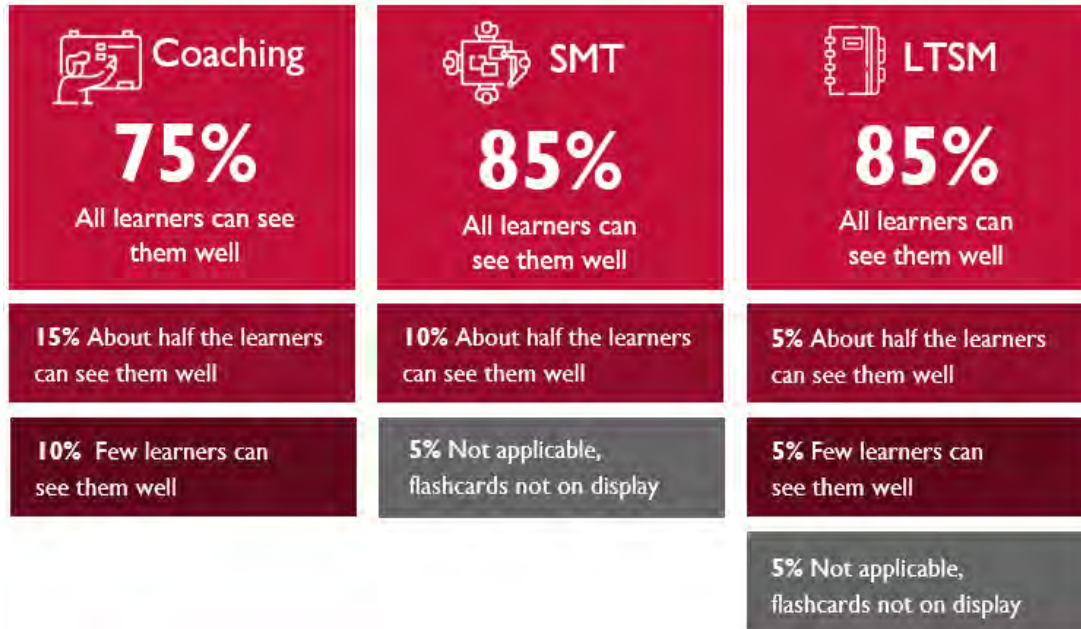 Coaching
75%
All learners can see
them well
15% About half the learners
can see them well
10% Few learners can
see them well
SMT
85%
All learners can
see them well
10% About half the learners
can see them well
5% Not applicable,
flashcards not on display
LTSM
85%
All learners can
see them well
5% About half the learners
can see them well
5% Few learners can
see them well
5% Not applicable,
flashcards not on display